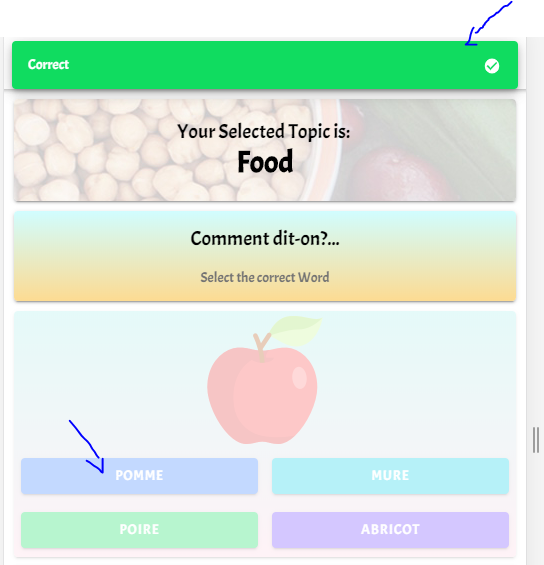 Correct
Your Selected Topic is:
Food
Comment dit-on?...
Select the correct Word
POMME
MURE
POIRE
ABRICOT